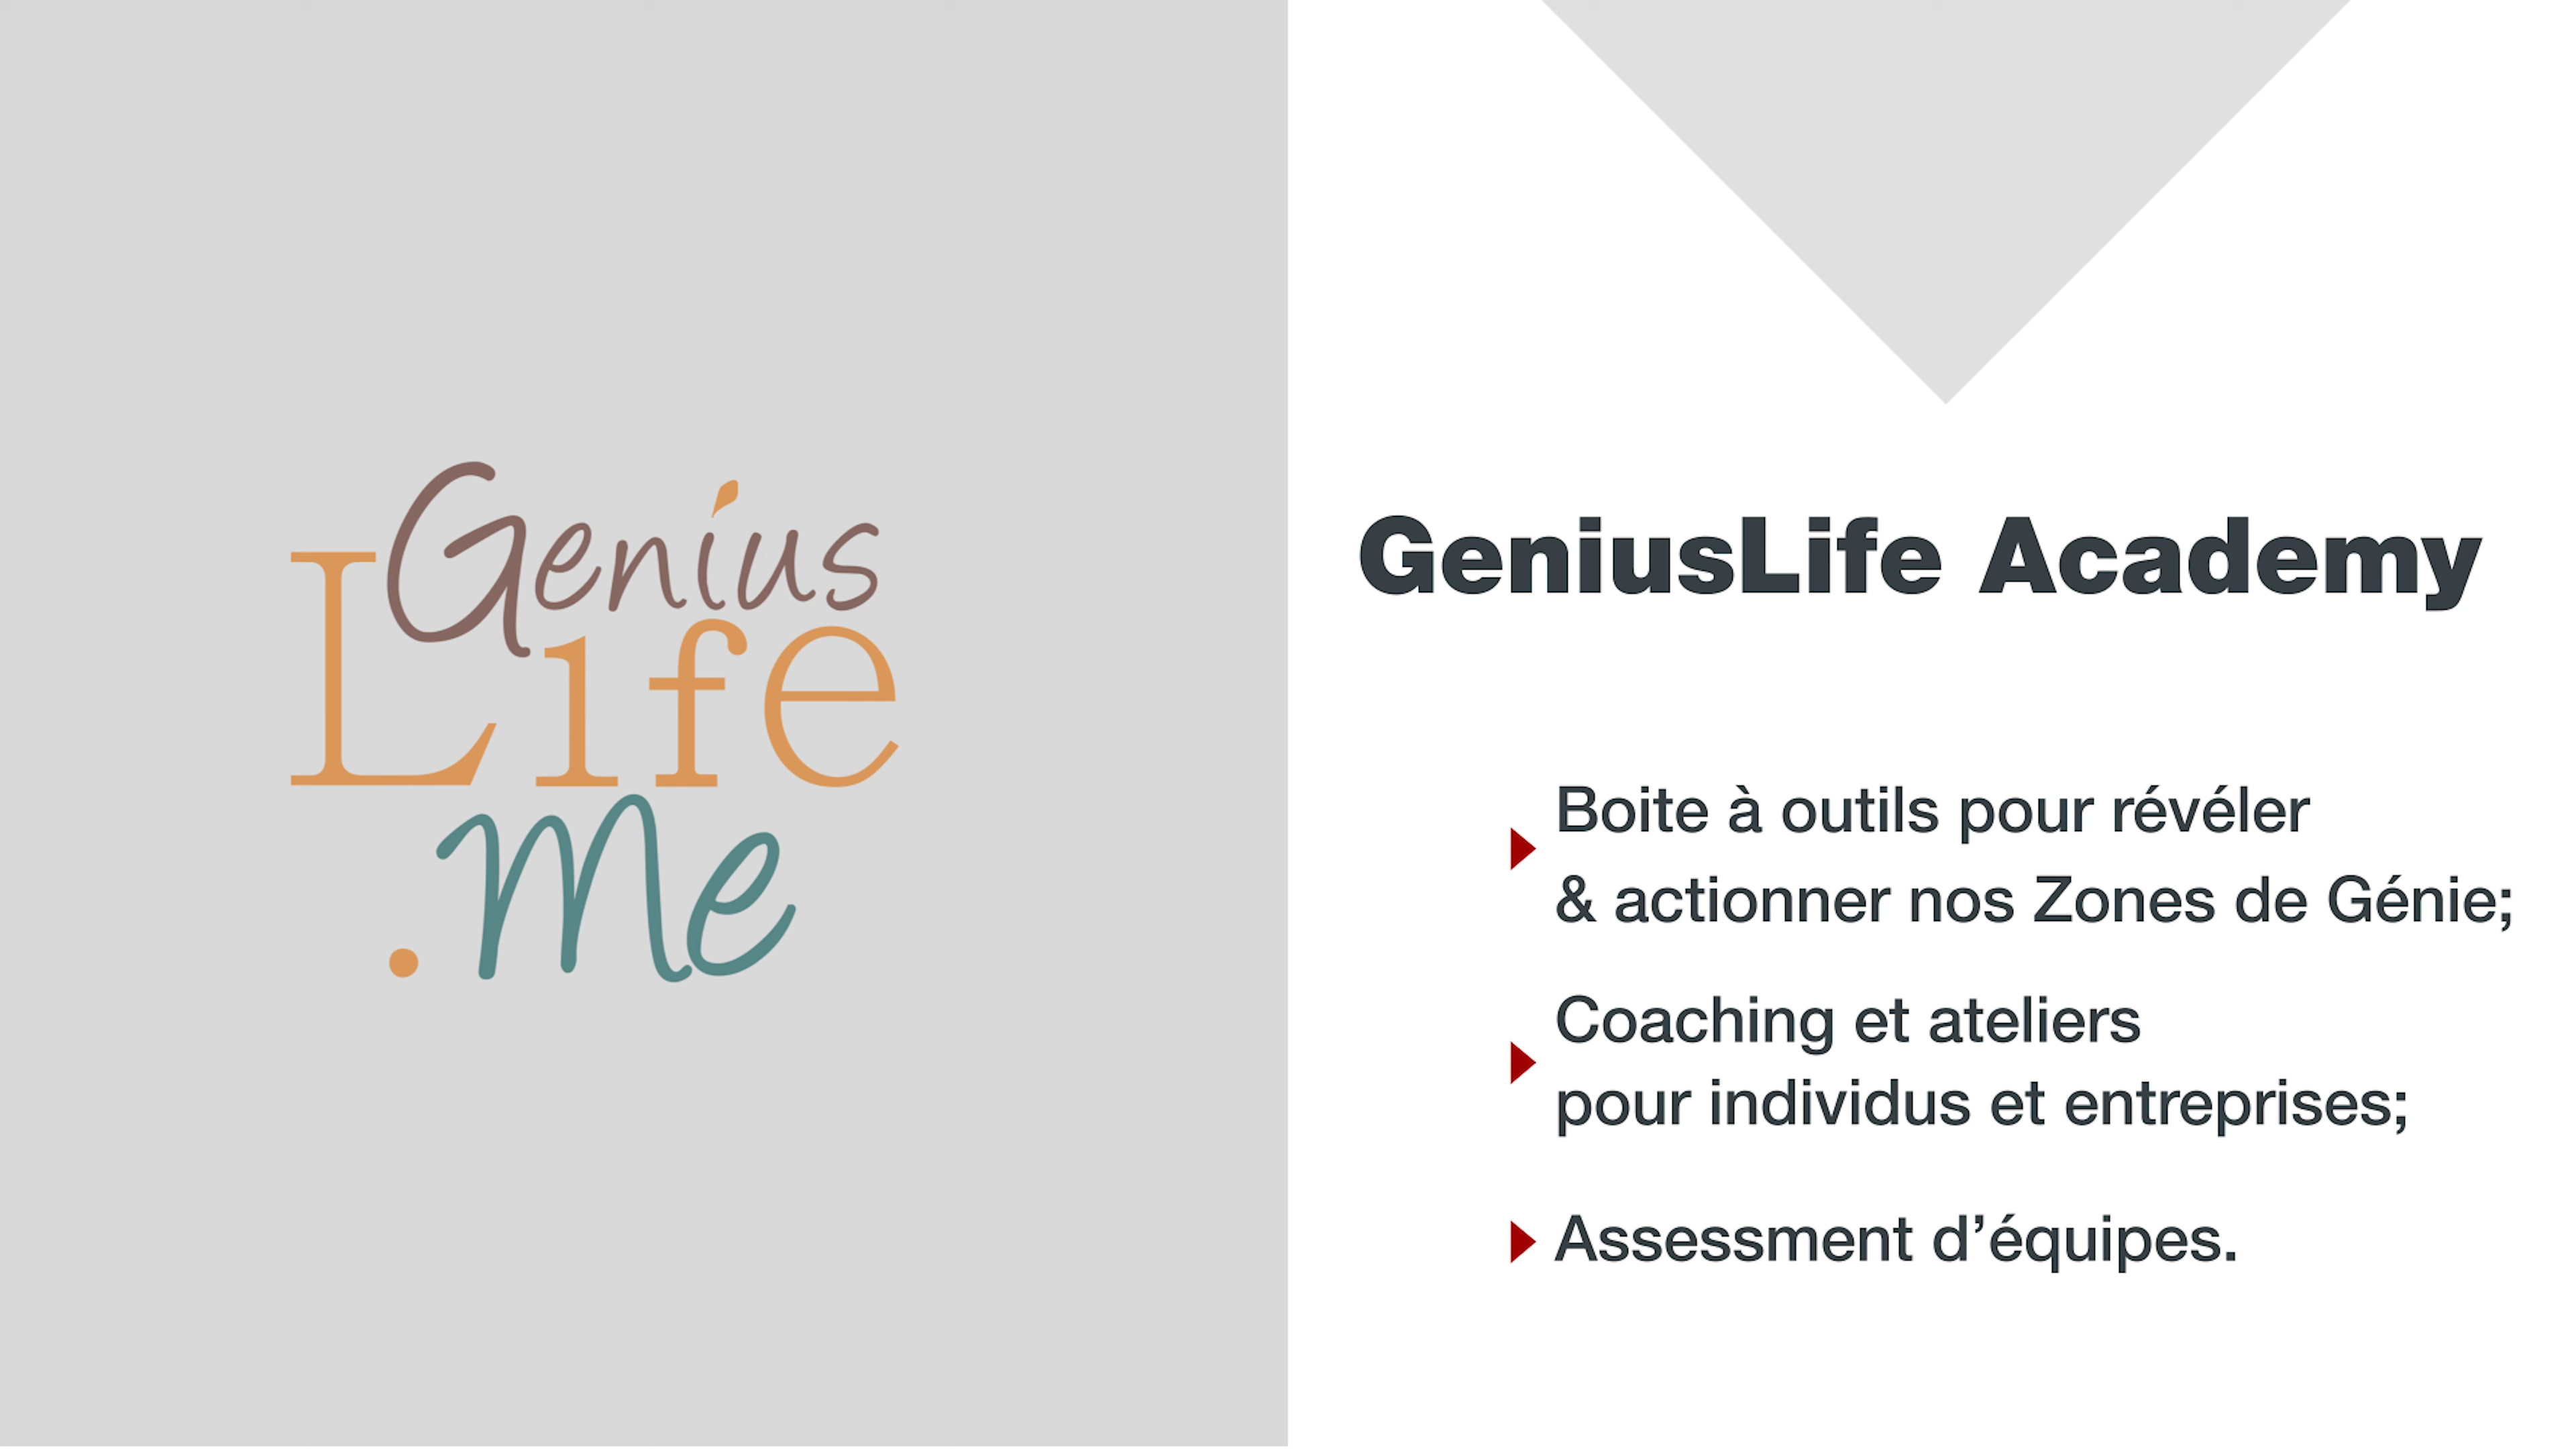 Genius
Life
.Me
GeniusLife Academy
Boite à outils pour révéler
& actionner nos Zones de Génie;
Coaching et ateliers
pour individus et entreprises;
Assessment d’équipes.